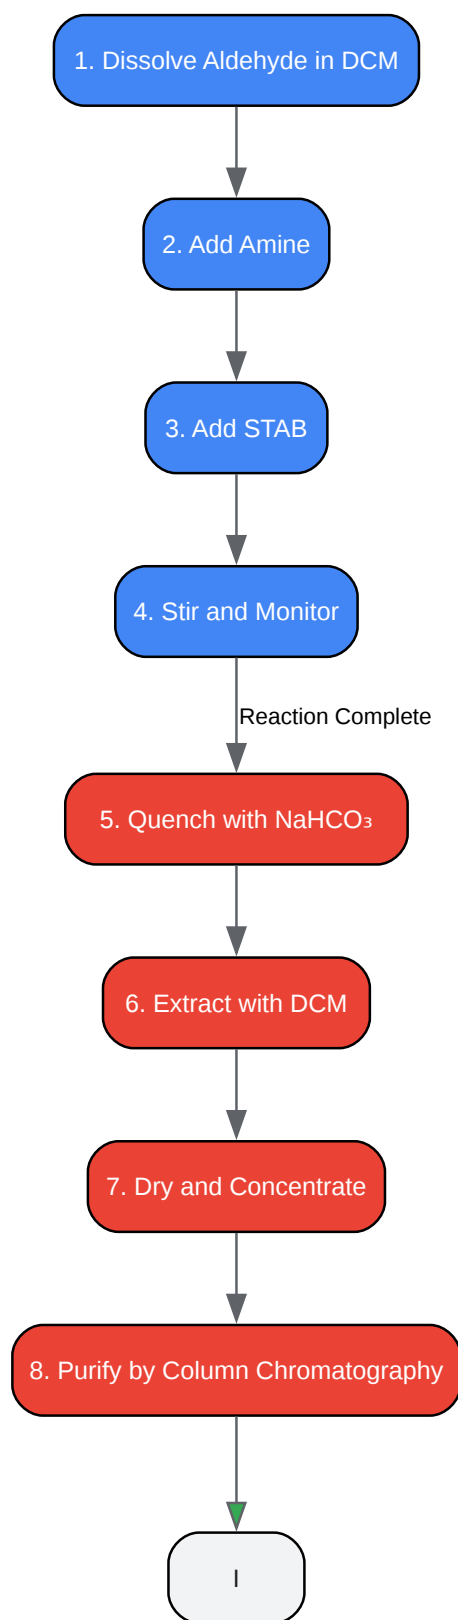 1. Dissolve Aldehyde in DCM
2. Add Amine
3. Add STAB
4. Stir and Monitor
Reaction Complete
5. Quench with NaHCO₃
6. Extract with DCM
7. Dry and Concentrate
8. Purify by Column Chromatography
I